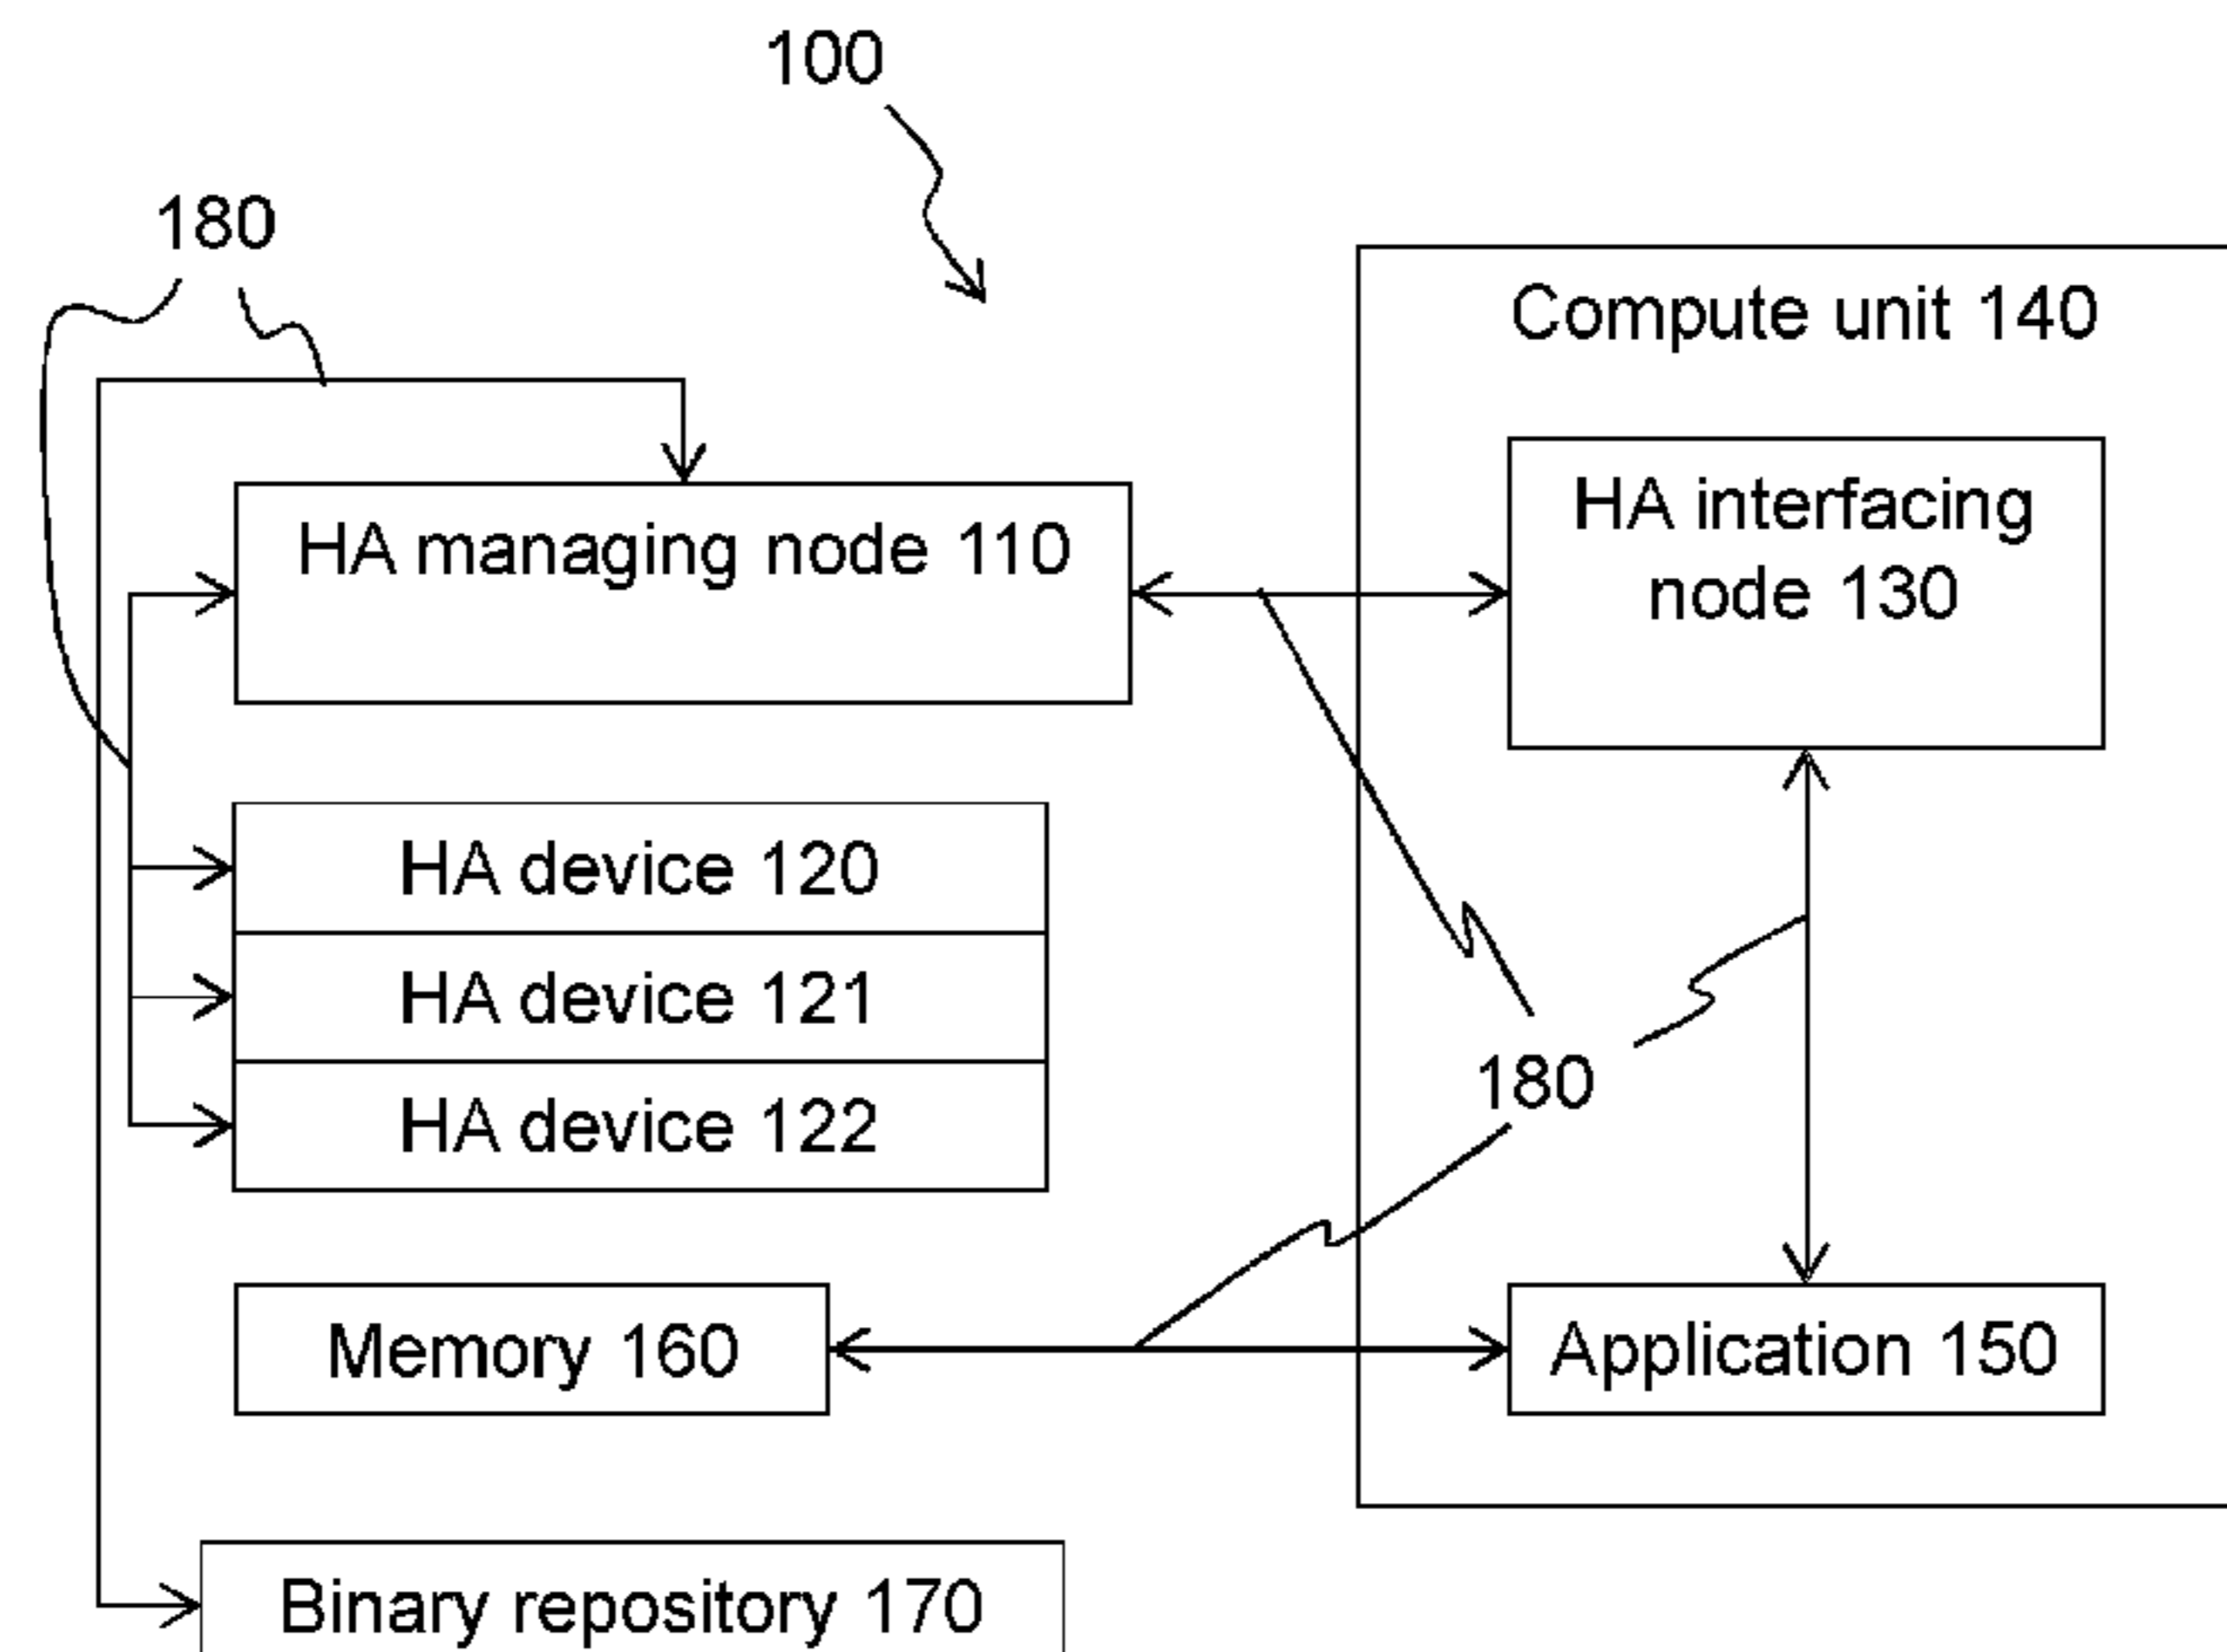 100
180
Compute unit 140
HA managing node 110
HA interfacing
node 130
HA device 120
HA device 121
HA device 122
180
Memory 160
Application 150
Binary repository 170